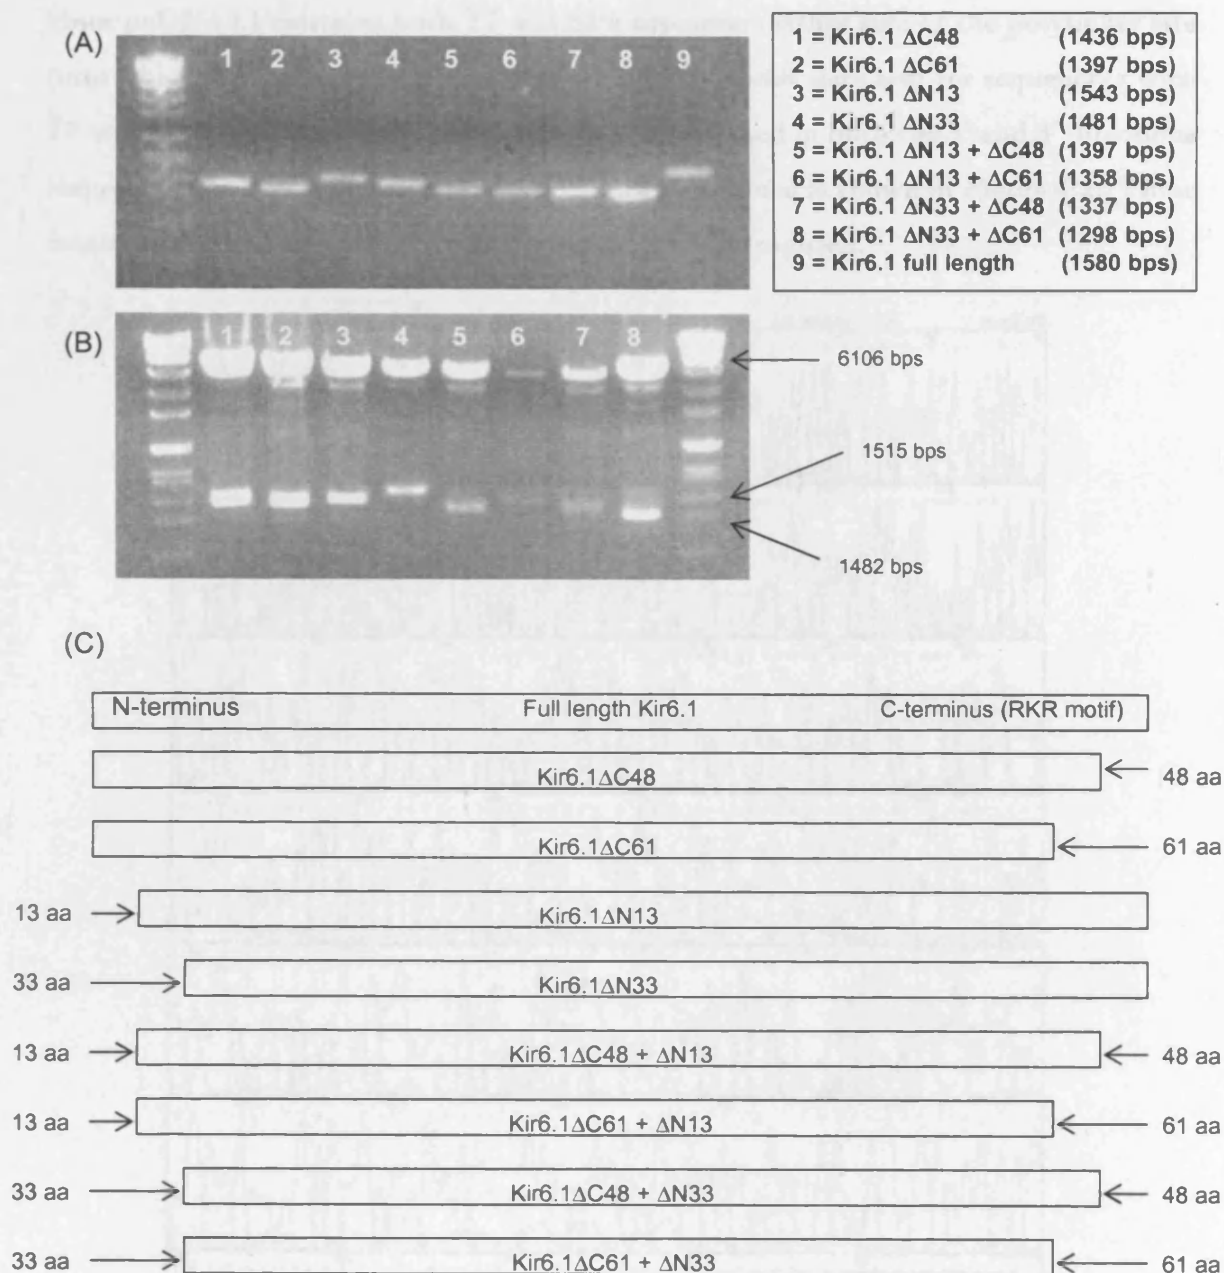 (A)
1 2 3 4 5 6 7 8 9
1 = Kir6.1 ΔC48 (1436 bps)
2 = Kir6.1 ΔC61 (1397 bps)
3 = Kir6.1 ΔN13 (1543 bps)
4 = Kir6.1 ΔN33 (1481 bps)
5 = Kir6.1 ΔN13 + ΔC48 (1397 bps)
6 = Kir6.1 ΔN13 + ΔC61 (1358 bps)
7 = Kir6.1 ΔN33 + ΔC48 (1337 bps)
8 = Kir6.1 ΔN33 + ΔC61 (1298 bps)
9 = Kir6.1 full length (1580 bps)
(B)
1 2 3 4 5 6 7 8
6106 bps
1515 bps
1482 bps
(C)
N-terminus Full length Kir6.1 C-terminus (RKR motif)
Kir6.1ΔC48 48 aa
Kir6.1ΔC61 61 aa
13 aa Kir6.1ΔN13
33 aa Kir6.1ΔN33
13 aa Kir6.1ΔC48 + ΔN13 48 aa
13 aa Kir6.1ΔC61 + ΔN13 61 aa
33 aa Kir6.1ΔC48 + ΔN33 48 aa
33 aa Kir6.1ΔC61 + ΔN33 61 aa